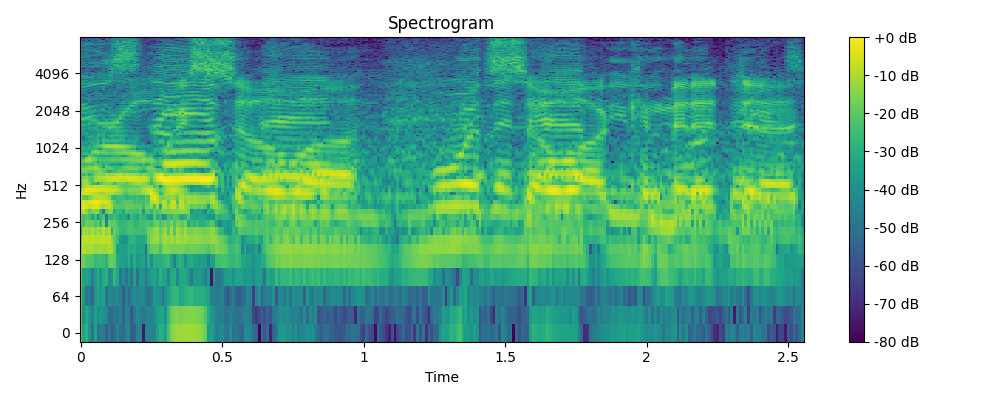 Spectrogram
Hz
4096
2048
1024
512
256
128
64
0
0 0.5 1 1.5 2 2.5
Time
+0 dB
-10 dB
-20 dB
-30 dB
-40 dB
-50 dB
-60 dB
-70 dB
-80 dB